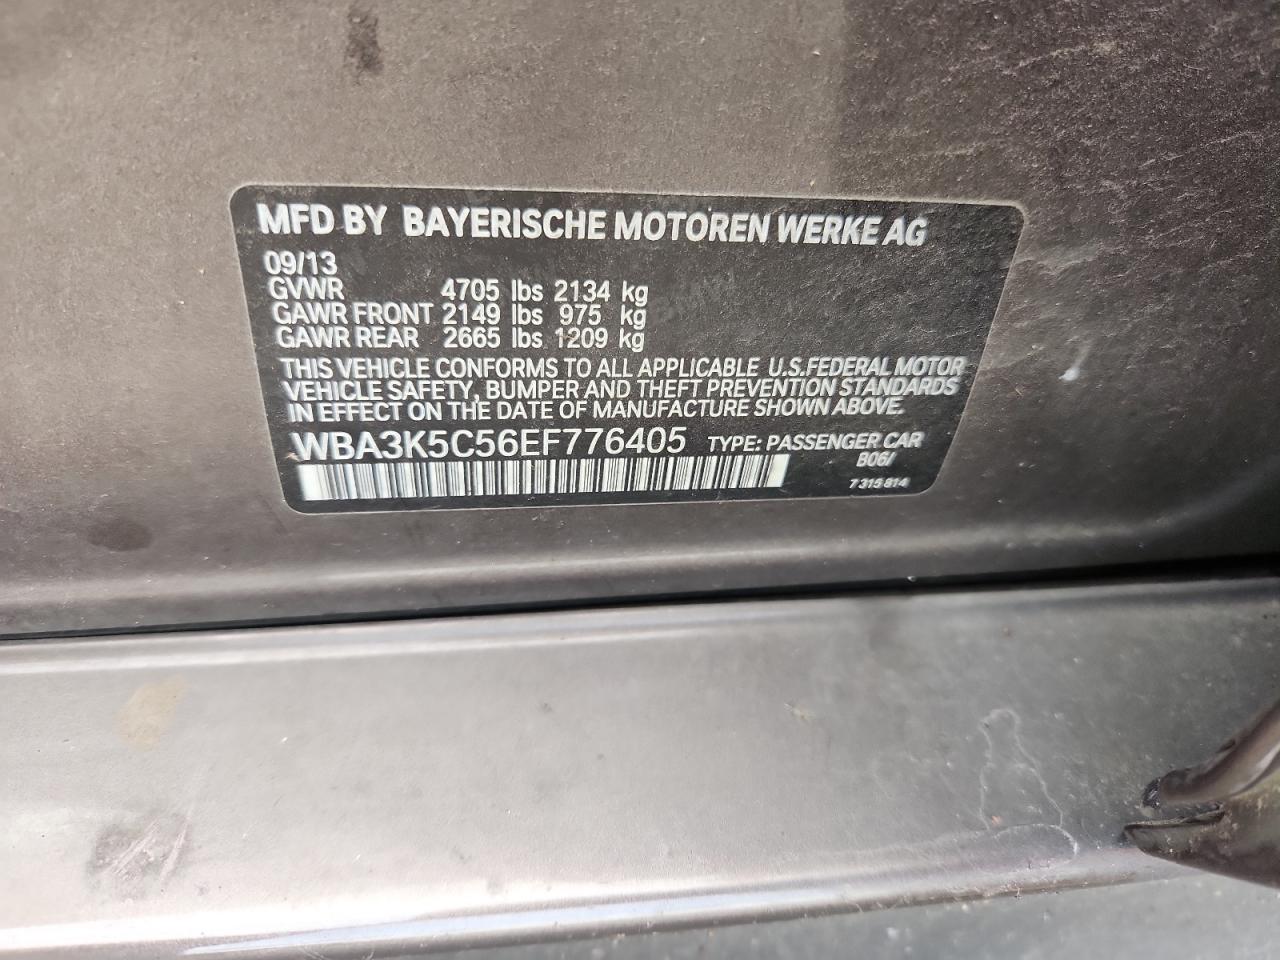 MFD BY BAYERISCHE MOTOREN WERKE AG
09/13
GVWR 4705 lbs 2134 kg
GAWR FRONT 2149 lbs 975 kg
GAWR REAR 2665 lbs 1209 kg
THIS VEHICLE CONFORMS TO ALL APPLICABLE U.S.FEDERAL MOTOR
VEHICLE SAFETY, BUMPER AND THEFT PREVENTION STANDARDS
IN EFFECT ON THE DATE OF MANUFACTURE SHOWN ABOVE.
WBA3K5C56EF776405 TYPE: PASSENGER CAR
B06/
7 315 814